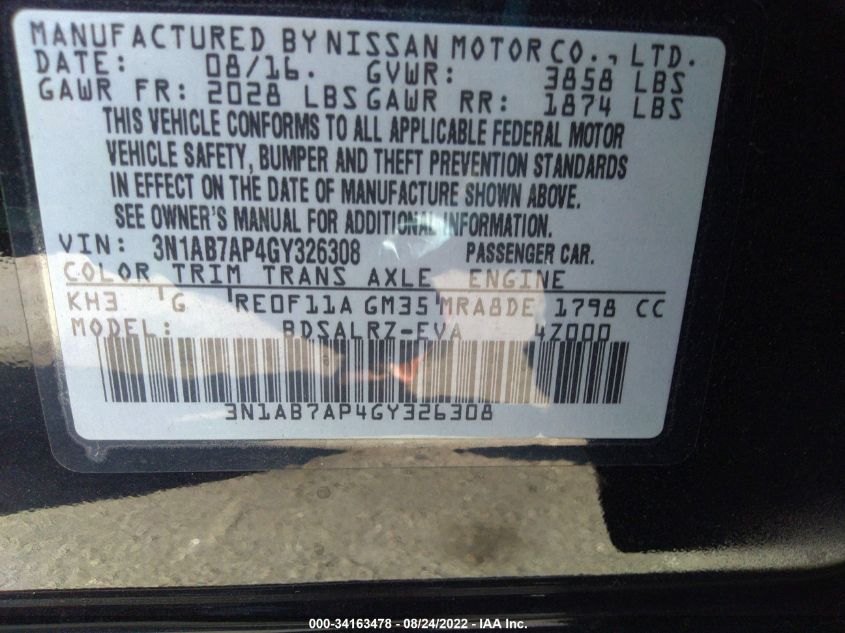 MANUFACTURED BY NISSAN MOTOR CO., LTD.
DATE: 08/16. GVWR: 3858 LBS
GAWR FR: 2028 LBS GAWR RR: 1874 LBS
THIS VEHICLE CONFORMS TO ALL APPLICABLE FEDERAL MOTOR
VEHICLE SAFETY, BUMPER AND THEFT PREVENTION STANDARDS
IN EFFECT ON THE DATE OF MANUFACTURE SHOWN ABOVE.
SEE OWNER'S MANUAL FOR ADDITIONAL INFORMATION.
VIN: 3N1AB7AP4GY326308 PASSENGER CAR.
COLOR TRIM TRANS AXLE ENGINE
KH3 G RE0F11A GM35 MRA8DE 1798 CC
MODEL: BDSALRZ-EVA 4Z000
3N1AB7AP4GY326308
000-34163478 - 08/24/2022 - IAA Inc.